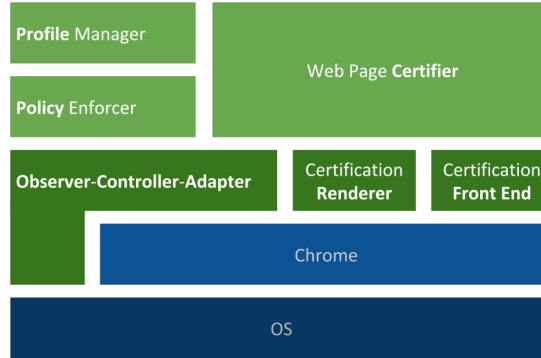 Profile Manager
Web Page Certifier
Policy Enforcer
Observer-Controller-Adapter
Certification
Renderer
Certification
Front End
Chrome
OS